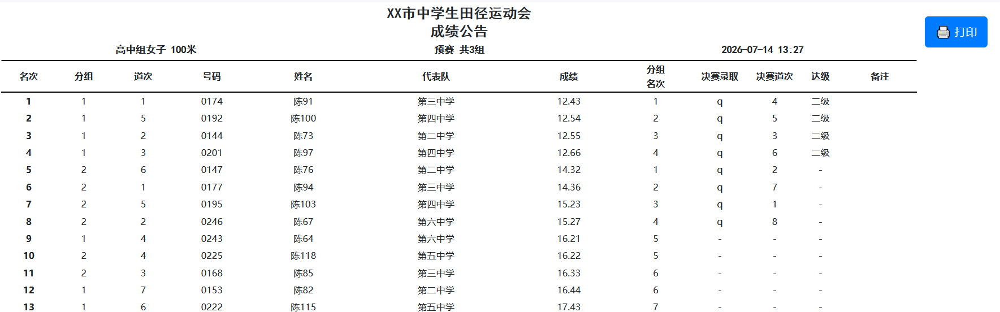 XX市中学生田径运动会
成绩公告
打印
高中组女子 100米 预赛 共3组 2026-07-14 13:27
名次 分组 道次 号码 姓名 代表队 成绩 分组名次 决赛录取 决赛道次 达级 备注
1 1 1 0174 陈91 第三中学 12.43 1 q 4 二级
2 1 5 0192 陈100 第四中学 12.54 2 q 5 二级
3 1 2 0144 陈73 第二中学 12.55 3 q 3 二级
4 1 3 0201 陈97 第四中学 12.66 4 q 6 二级
5 2 6 0147 陈76 第二中学 14.32 1 q 2 -
6 2 1 0177 陈94 第三中学 14.36 2 q 7 -
7 2 5 0195 陈103 第四中学 15.23 3 q 1 -
8 2 2 0246 陈67 第六中学 15.27 4 q 8 -
9 1 4 0243 陈64 第六中学 16.21 5 - - -
10 2 4 0225 陈118 第五中学 16.22 5 - - -
11 2 3 0168 陈85 第三中学 16.33 6 - - -
12 1 7 0153 陈82 第二中学 16.44 6 - - -
13 1 6 0222 陈115 第五中学 17.43 7 - - -